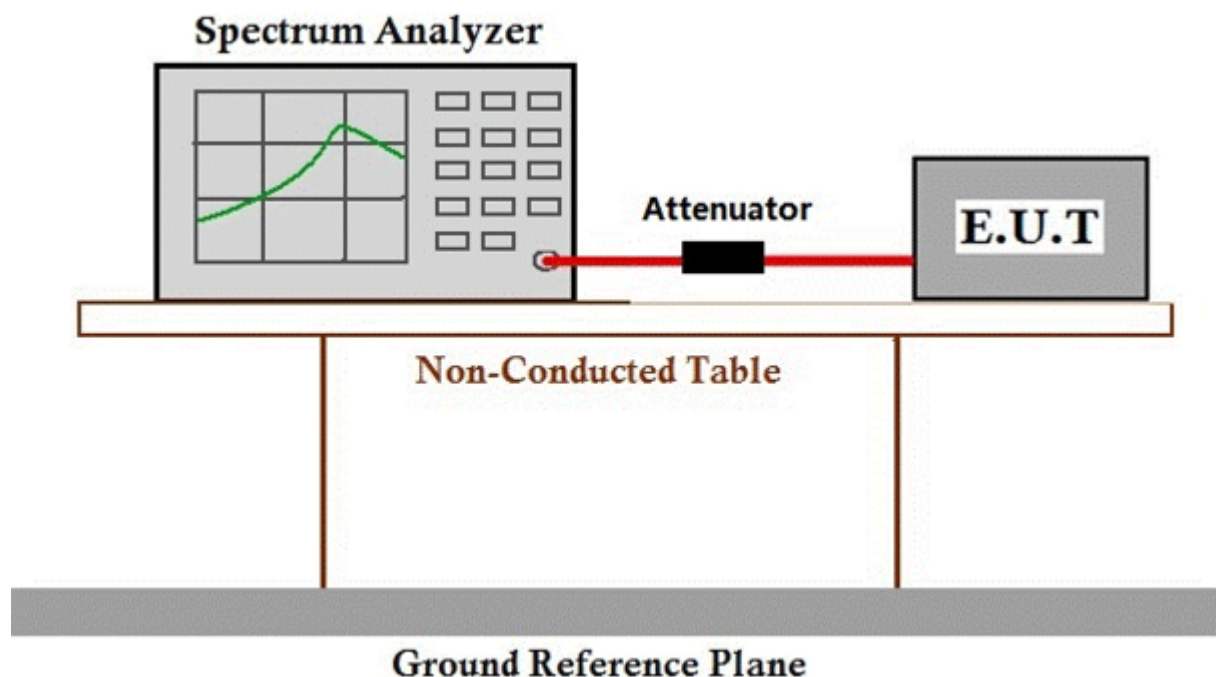 Spectrum Analyzer
Attenuator
E.U.T
Non-Conducted Table
Ground Reference Plane